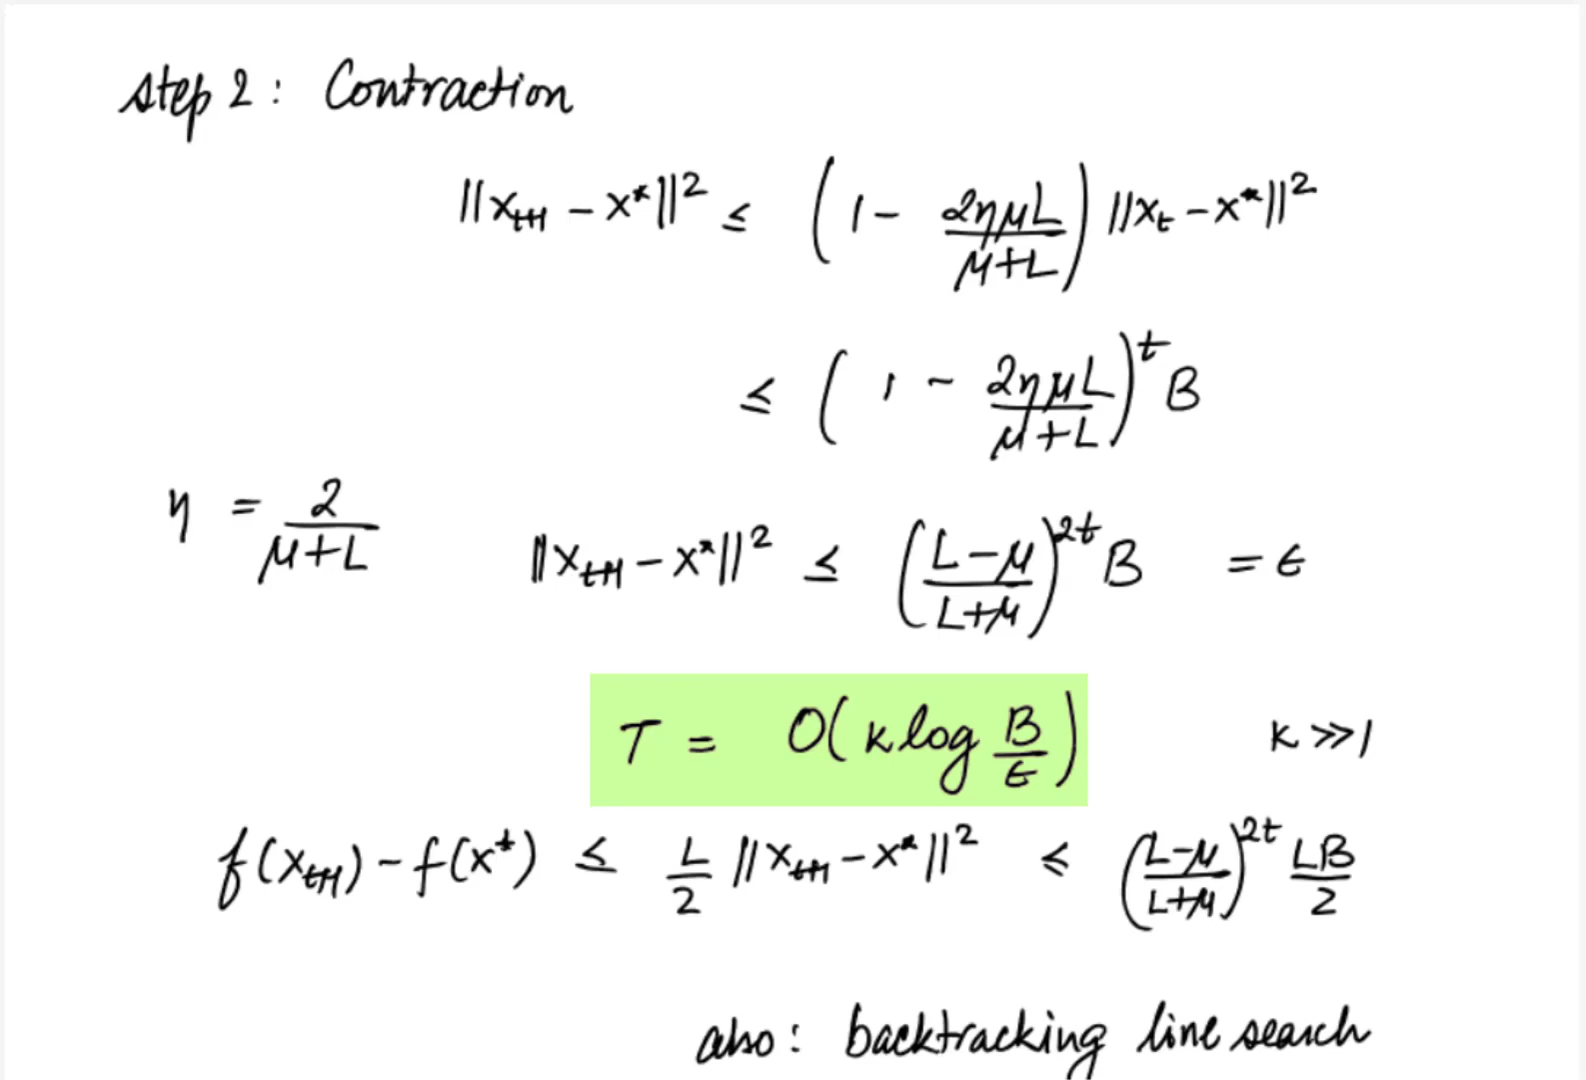 step 2: Contraction
||x_{t+1} - x*||² ≤ (1 - 2ημL/(μ+L)) ||x_t - x*||²
≤ (1 - 2ημL/(μ+L))^t B
η = 2/(μ+L)    ||x_{t+1} - x*||² ≤ ((L-μ)/(L+μ))^{2t} B = ϵ
T = O(κ log B/ϵ)    κ ≫ 1
f(x_{t+1}) - f(x*) ≤ L/2 ||x_{t+1} - x*||² ≤ ((L-μ)/(L+μ))^{2t} LB/2
also: backtracking line search